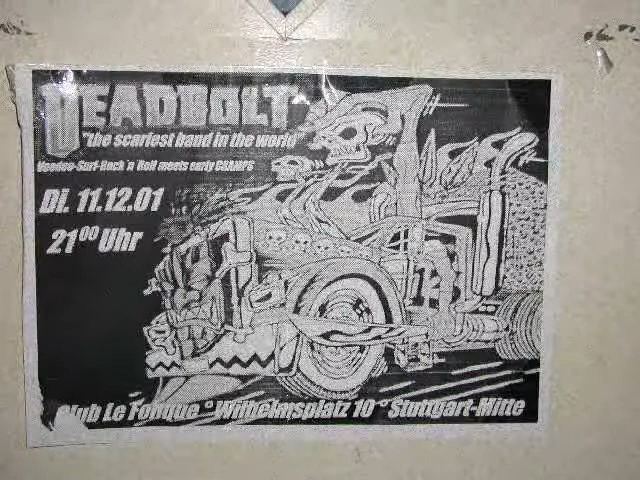 DEADBOLT
"the scariest band in the world
Voodoo-Surf-Rock'n'Roll meets early CRAMPS
DI. 11.12.01
21⁰⁰ Uhr
Club Le Tonque ° Wilhelmsplatz 10 ° Stuttgart-Mitte